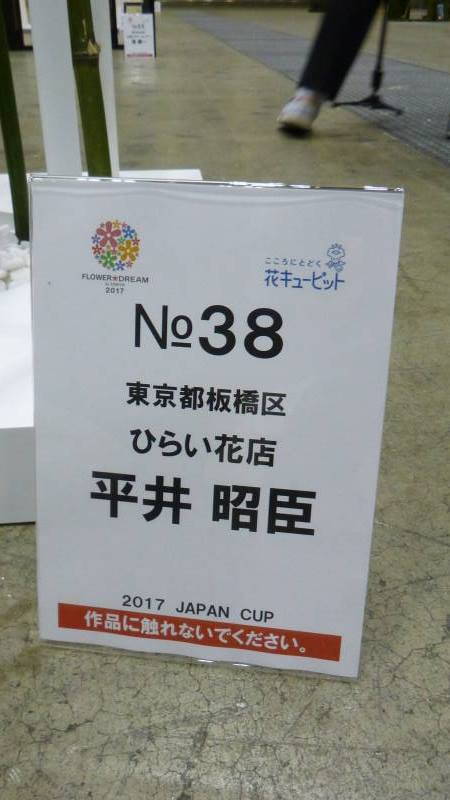 FLOWER★DREAM
2017
こころにとどく
花キューピット
№38
東京都板橋区
ひらい花店
平井 昭臣
2017 JAPAN CUP
作品に触れないでください。